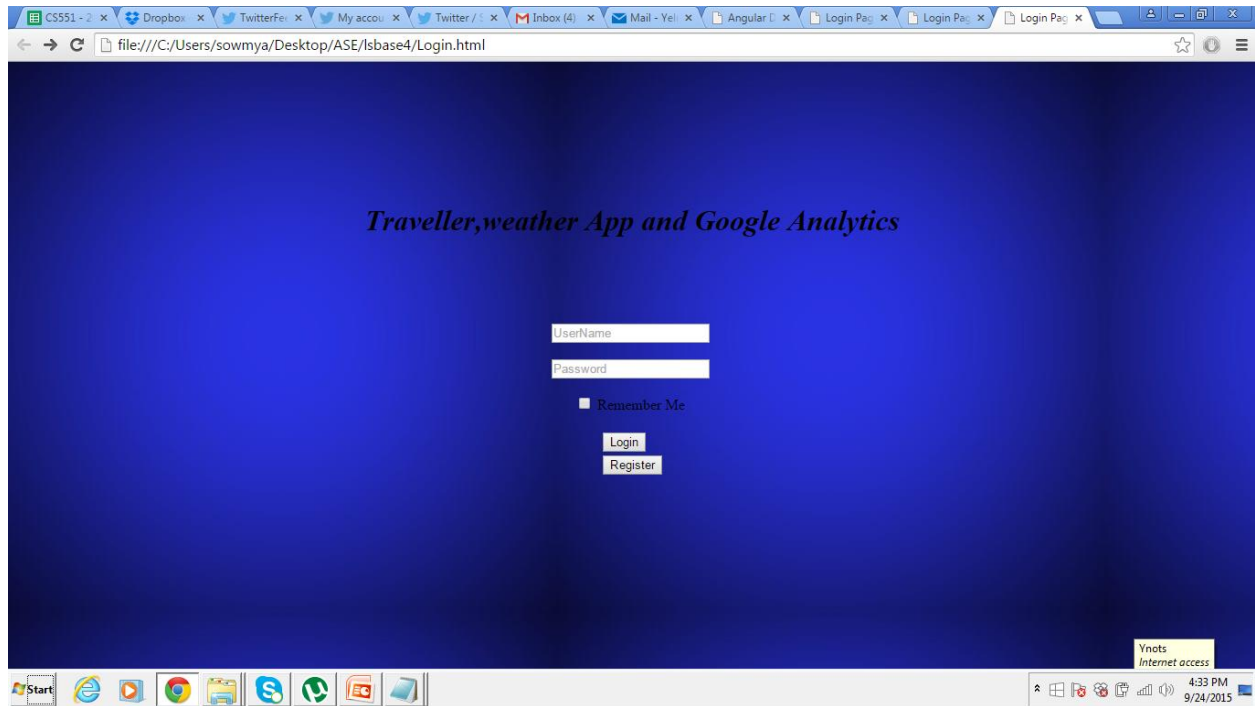 CS551 - 2
Dropbox
TwitterFe
My accou
Twitter / S
Inbox (4)
Mail - Yel
Angular D
Login Pag
Login Pag
Login Pag
file:///C:/Users/sowmya/Desktop/ASE/lsbase4/Login.html
Traveller,weather App and Google Analytics
UserName
Password
Remember Me
Login
Register
Ynots
Internet access
Start
4:33 PM
9/24/2015